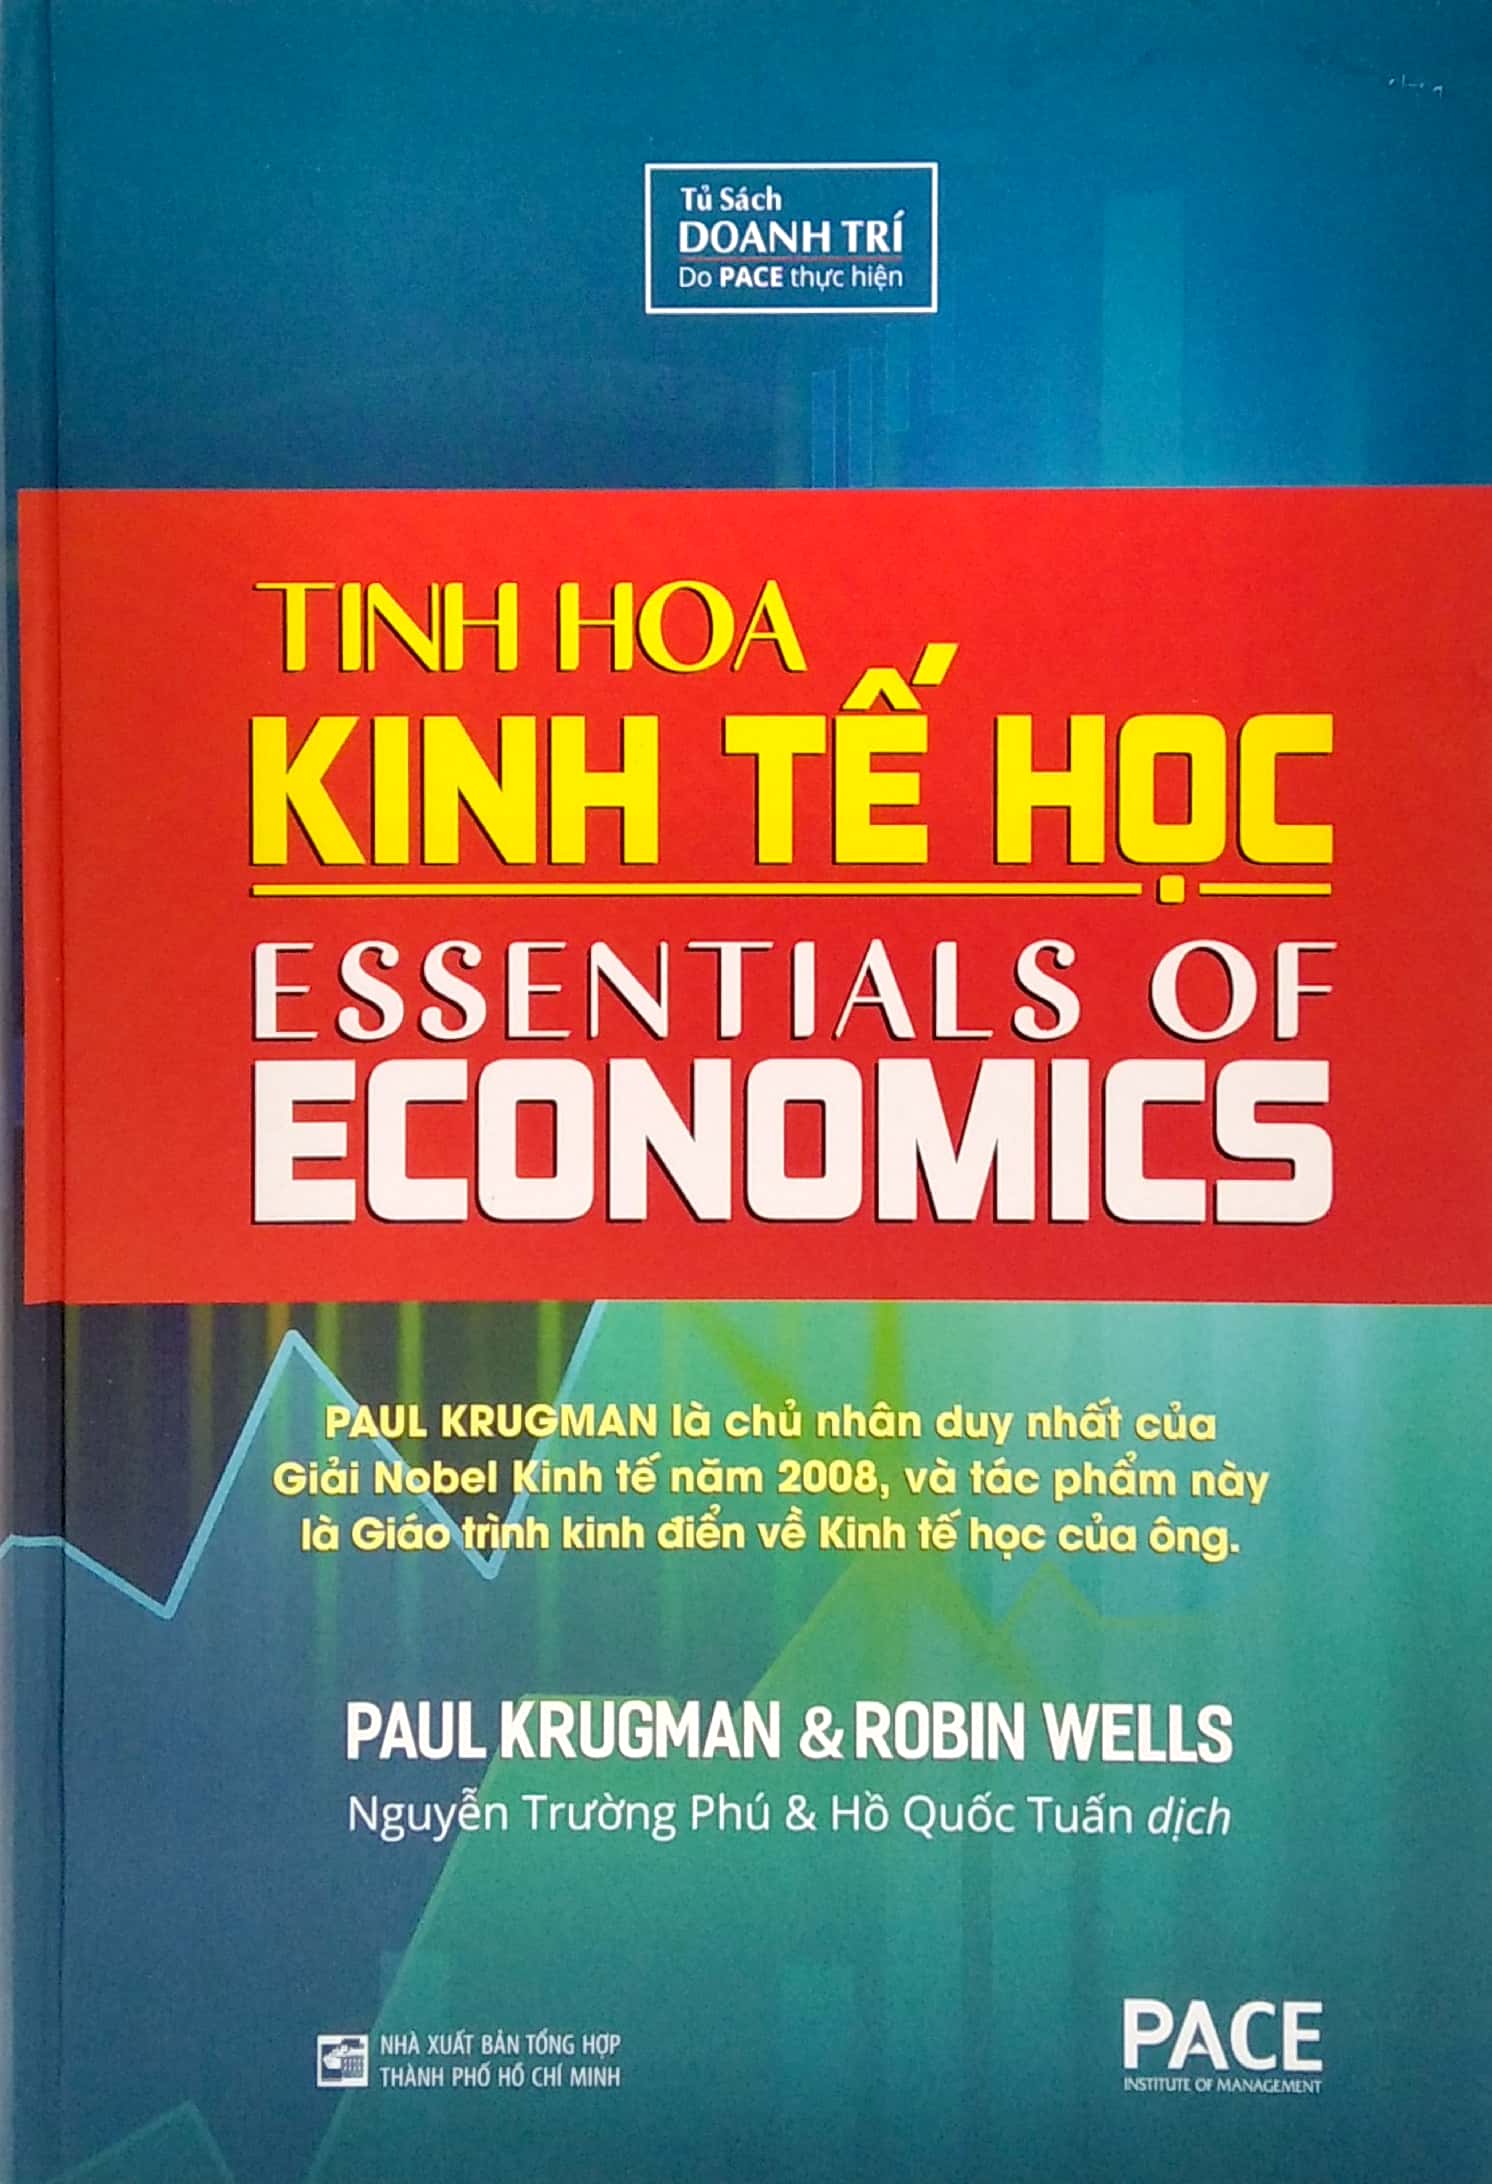 Tủ Sách
DOANH TRÍ
Do PACE thực hiện
TINH HOA
KINH TẾ HỌC
ESSENTIALS OF
ECONOMICS
PAUL KRUGMAN là chủ nhân duy nhất của
Giải Nobel Kinh tế năm 2008, và tác phẩm này
là Giáo trình kinh điển về Kinh tế học của ông.
PAUL KRUGMAN & ROBIN WELLS
Nguyễn Trường Phú & Hồ Quốc Tuấn dịch
NHÀ XUẤT BẢN TỔNG HỢP
THÀNH PHỐ HỒ CHÍ MINH
PACE
INSTITUTE OF MANAGEMENT